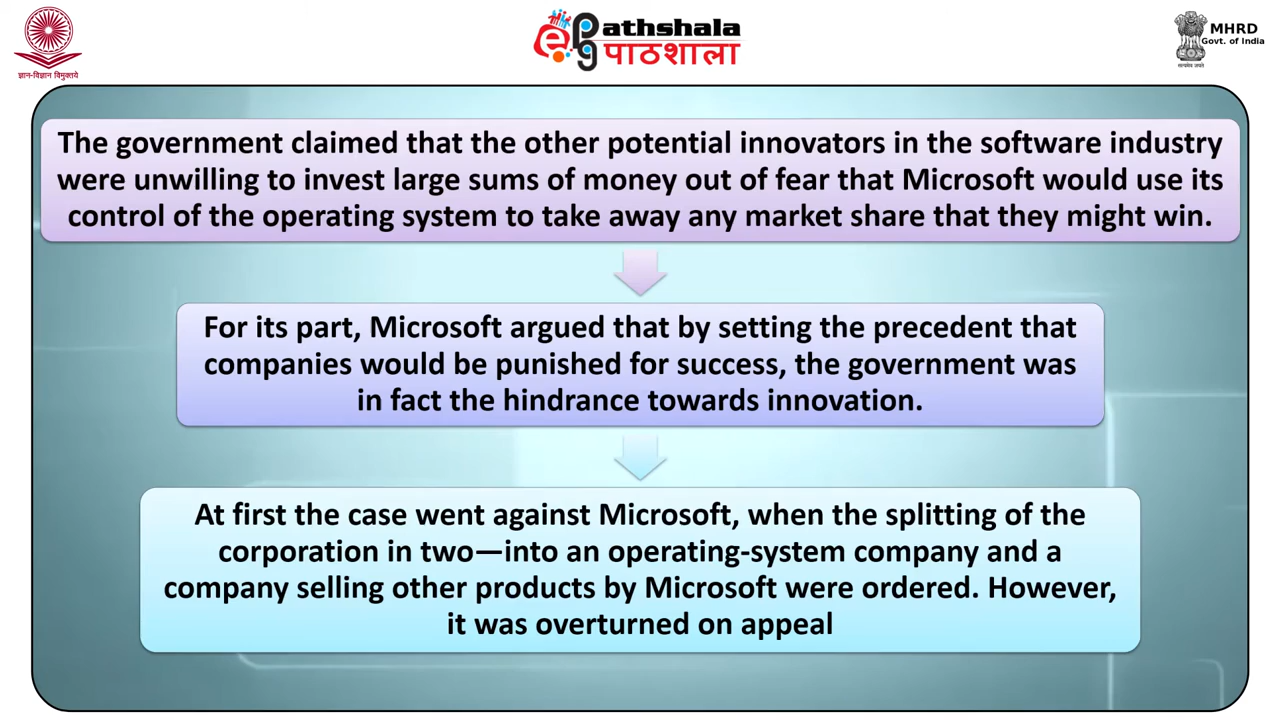 ज्ञान-विज्ञान विमुक्तये
athshala
पाठशाला
MHRD
Govt. of India
सत्यमेव जयते
The government claimed that the other potential innovators in the software industry
were unwilling to invest large sums of money out of fear that Microsoft would use its
control of the operating system to take away any market share that they might win.
For its part, Microsoft argued that by setting the precedent that
companies would be punished for success, the government was
in fact the hindrance towards innovation.
At first the case went against Microsoft, when the splitting of the
corporation in two—into an operating-system company and a
company selling other products by Microsoft were ordered. However,
it was overturned on appeal